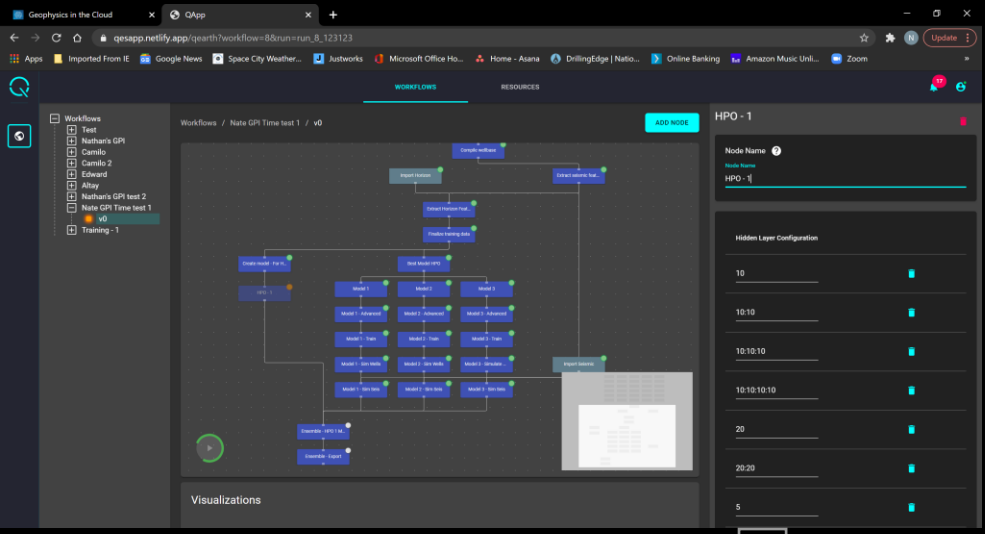 Geophysics in the Cloud
QApp
qesapp.netlify.app/qearth?workflow=8&run=run_8_123123
N
Update
Apps
Imported From IE
Google News
Space City Weather...
Justworks
Microsoft Office Ho...
Home - Asana
DrillingEdge | Natio...
Online Banking
Amazon Music Unli...
Zoom
»
WORKFLOWS
RESOURCES
17
Workflows
Test
Nathan's GPI
Camilo
Camilo 2
Edward
Altay
Nathan's GPI test 2
Nate GPI Time test 1
v0
Training - 1
Workflows / Nate GPI Time test 1 / v0
ADD NODE
Compile wellbase
Import Horizon
Extract seismic feat...
Extract Horizon Feat...
Finalize training data
Create model - For H...
Best Model HPO
HPO - 1
Model 1
Model 2
Model 3
Model 1 - Advanced
Model 2 - Advanced
Model 3 - Advanced
Model 1 - Train
Model 2 - Train
Model 3 - Train
Model 1 - Sim Wells
Model 2 - Sim Wells
Model 3 - Simulate ...
Import Seismic
Model 1 - Sim Seis
Model 2 - Sim Seis
Model 3 - Sim Seis
Ensemble - HPO 1 M...
Ensemble - Export
Visualizations
HPO - 1
Node Name ?
Node Name
HPO - 1
Hidden Layer Configuration
10
10:10
10:10:10
10:10:10:10
20
20:20
5